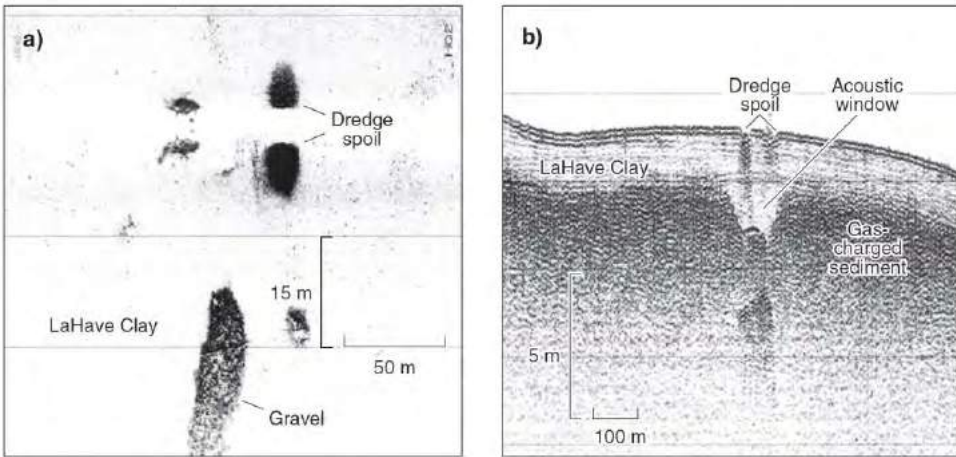 a)
Dredge
spoil
15 m
LaHave Clay
50 m
Gravel
b)
Dredge
spoil
Acoustic
window
LaHave Clay
Gas-
charged
sediment
5 m
100 m